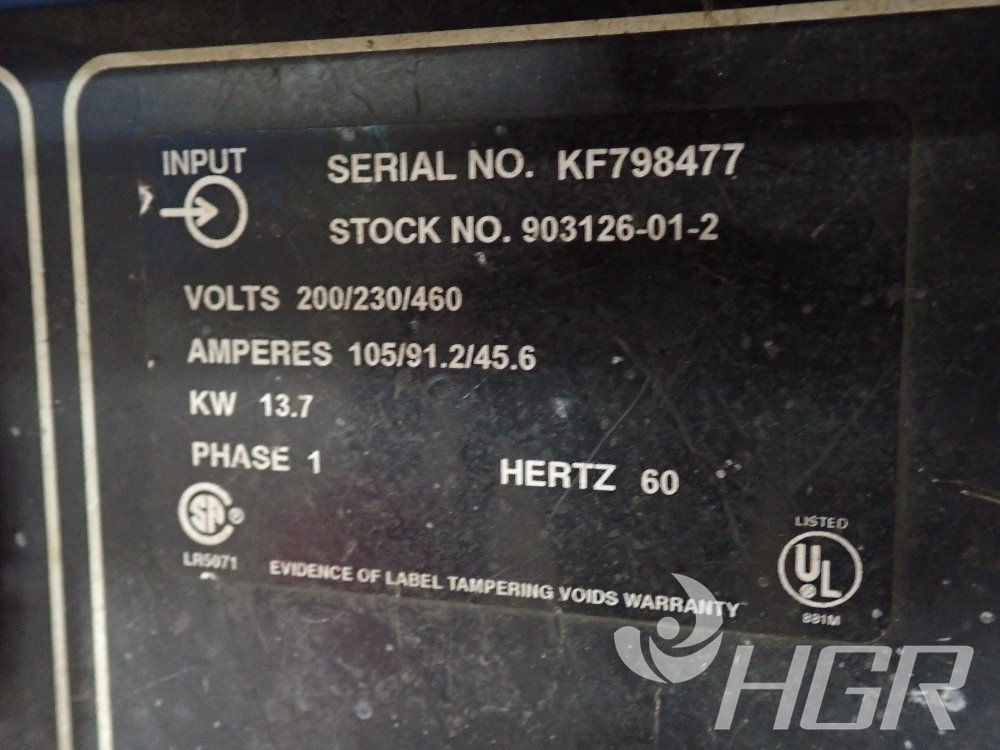 INPUT
SERIAL NO. KF798477
STOCK NO. 903126-01-2
VOLTS 200/230/460
AMPERES 105/91.2/45.6
KW 13.7
PHASE 1
HERTZ 60
SA
LR5071
EVIDENCE OF LABEL TAMPERING VOIDS WARRANTY
LISTED
UL
881M
HGR